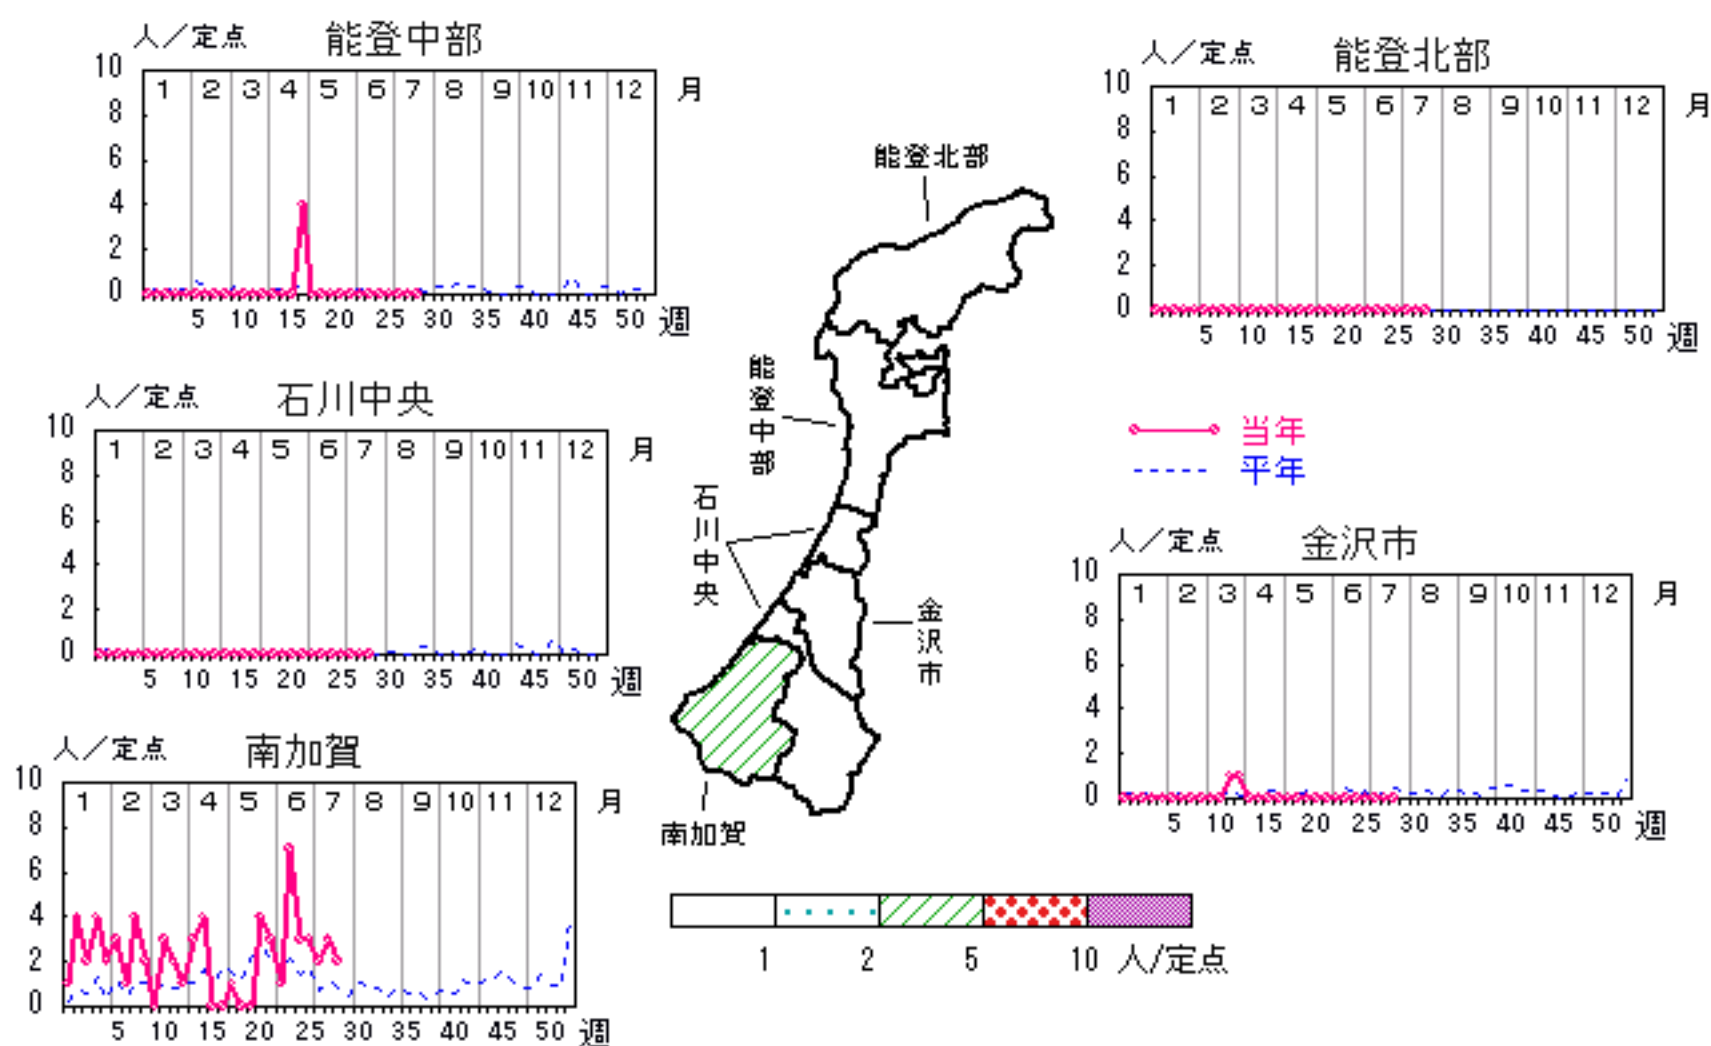 人／定点 能登中部
10 8 6 4 2 0
1 2 3 4 5 6 7 8 9 10 11 12 月
5 10 15 20 25 30 35 40 45 50 週
人／定点 能登北部
10 8 6 4 2 0
1 2 3 4 5 6 7 8 9 10 11 12 月
5 10 15 20 25 30 35 40 45 50 週
人／定点 石川中央
10 8 6 4 2 0
1 2 3 4 5 6 7 8 9 10 11 12 月
5 10 15 20 25 30 35 40 45 50 週
能登北部
能登中部
石川中央
金沢市
南加賀
当年
平年
人／定点 金沢市
10 8 6 4 2 0
1 2 3 4 5 6 7 8 9 10 11 12 月
5 10 15 20 25 30 35 40 45 50 週
人／定点 南加賀
10 8 6 4 2 0
1 2 3 4 5 6 7 8 9 10 11 12 月
5 10 15 20 25 30 35 40 45 50 週
1 2 5 10 人/定点